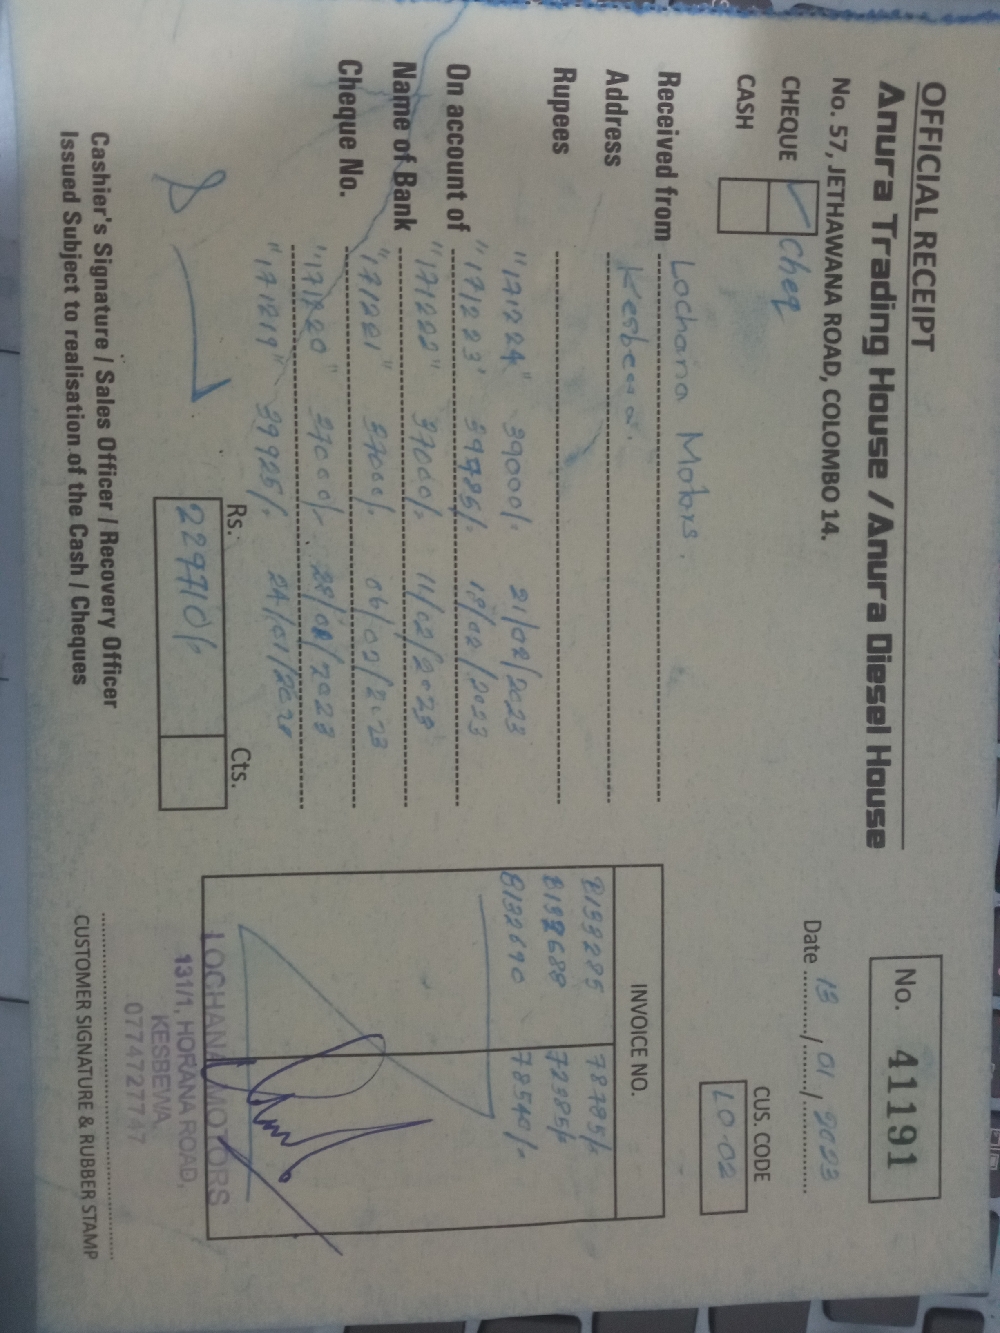 OFFICIAL RECEIPT
Anura Trading House / Anura Diesel House
No. 57, JETHAWANA ROAD, COLOMBO 14.
No. 41191
CHEQUE ✓ Cheq
CASH
Date 13/01/2023
CUS. CODE
LO-02
Received from Lochana Motors.
Address Kesbewa.
Rupees
"171224" 39000/. 21/02/2023
On account of "171223" 39985/. 18/02/2023
Name of Bank "171222" 37000/. 11/02/2023
Cheque No. "171221" 37000/. 06/02/2023
"171220" 37000/. 28/01/2023
"171219" 39925/. 24/01/2023
INVOICE NO.
78785/.
8132688 72385/.
8132690 78540/.
Rs. Cts.
229710/.
LOCHANA MOTORS
131/1, HORANA ROAD,
KESBEWA.
0774727747
Cashier's Signature / Sales Officer / Recovery Officer
Issued Subject to realisation of the Cash / Cheques
CUSTOMER SIGNATURE & RUBBER STAMP